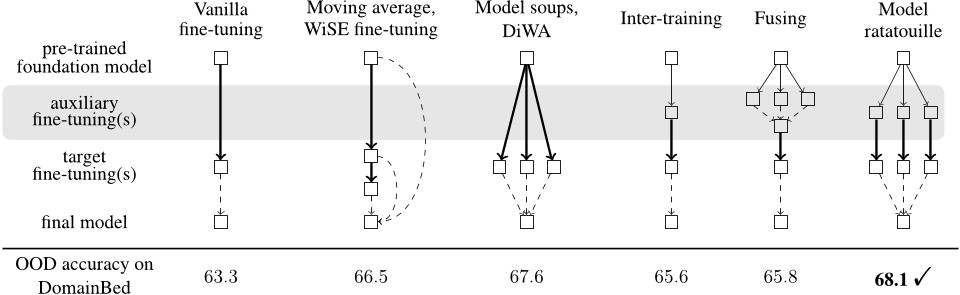 Vanilla
fine-tuning
Moving average,
WiSE fine-tuning
Model soups,
DiWA
Inter-training
Fusing
Model
ratatouille
pre-trained
foundation model
auxiliary
fine-tuning(s)
target
fine-tuning(s)
final model
OOD accuracy on
DomainBed
63.3
66.5
67.6
65.6
65.8
68.1 ✓